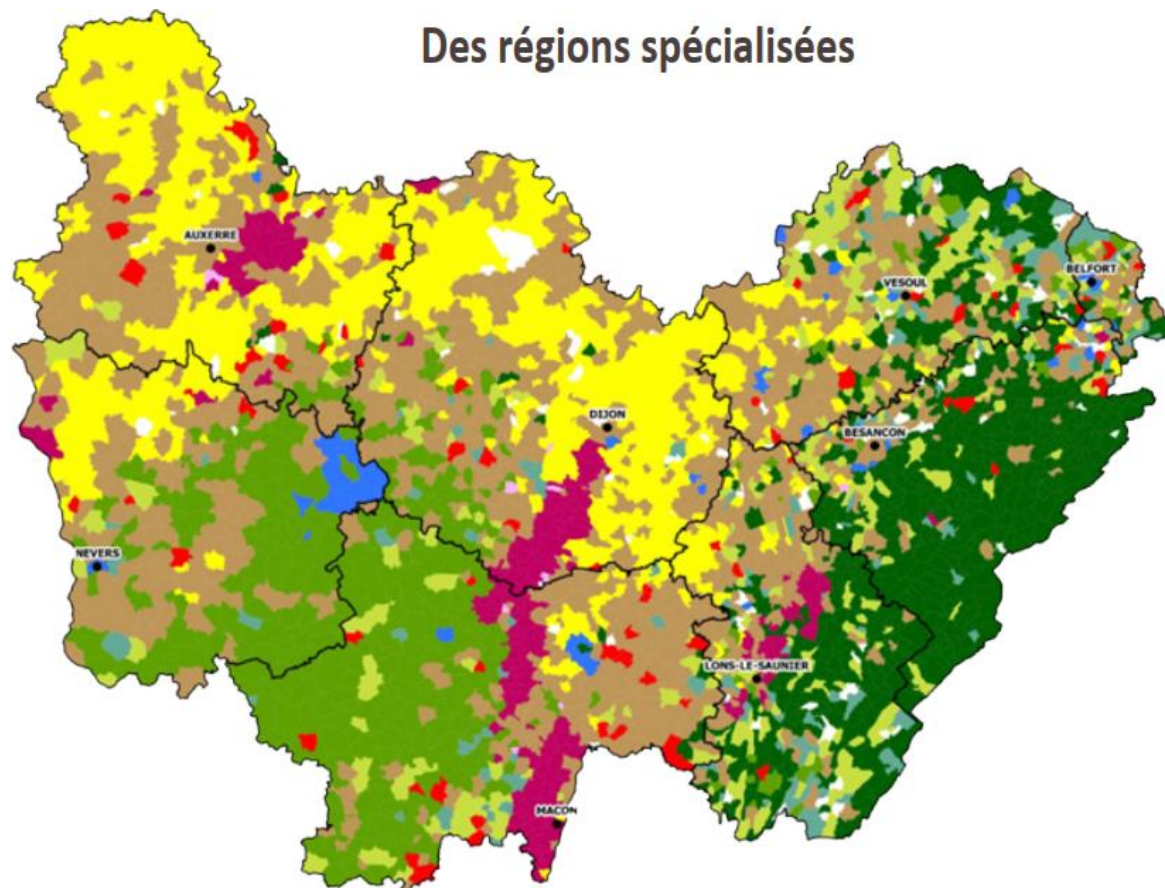 Des régions spécialisées
AUXERRE
VESOUL
BELFORT
DIJON
BESANCON
NEVERS
LONS-LE-SAUNIER
MACON